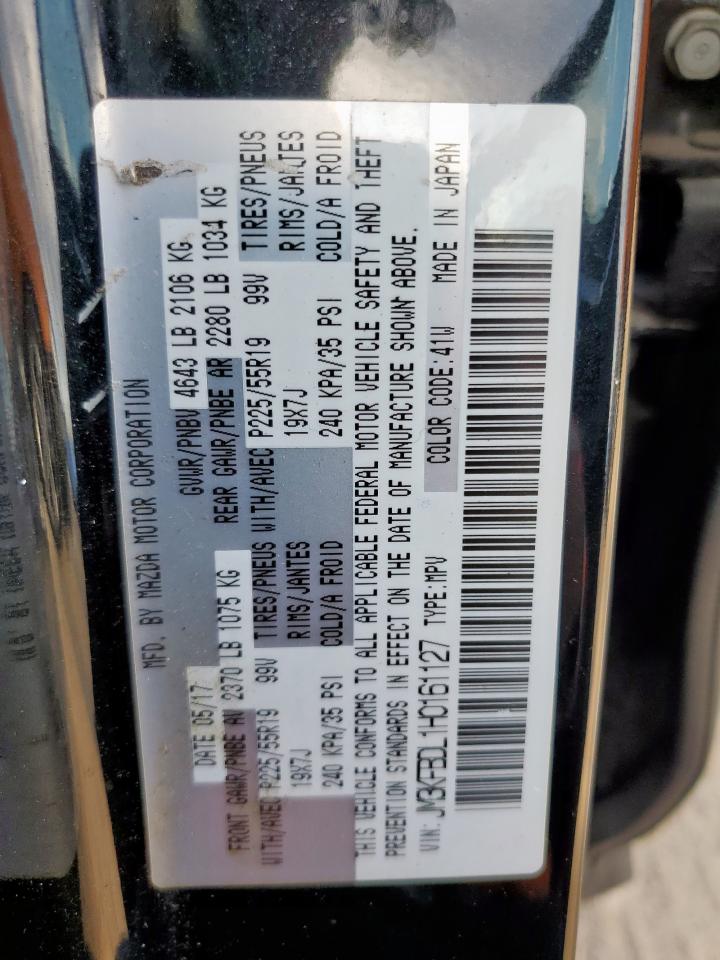 MFD. BY MAZDA MOTOR CORPORATION
DATE 05/17 GVWR/PNBV 4643 LB 2106 KG
FRONT GAWR/PNBE AV 2370 LB 1075 KG REAR GAWR/PNBE AR 2280 LB 1034 KG
WITH/AVEC P225/55R19 99V TIRES/PNEUS WITH/AVEC P225/55R19 99V TIRES/PNEUS
19X7J RIMS/JANTES 19X7J RIMS/JANTES
240 KPA/35 PSI COLD/A FROID 240 KPA/35 PSI COLD/A FROID
THIS VEHICLE CONFORMS TO ALL APPLICABLE FEDERAL MOTOR VEHICLE SAFETY AND THEFT
PREVENTION STANDARDS IN EFFECT ON THE DATE OF MANUFACTURE SHOWN ABOVE.
VIN: JM3KFBDL1H0161127 TYPE:MPV COLOR CODE:41W MADE IN JAPAN